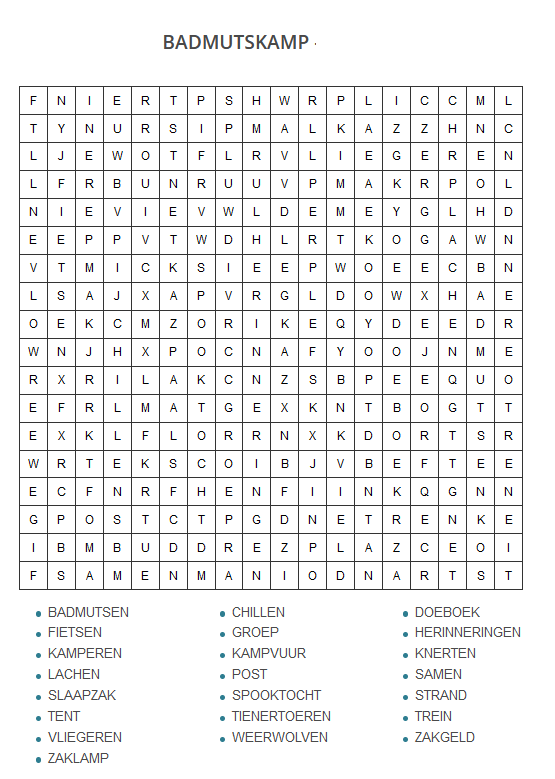 BADMUTSKAMP .
F N I E R T P S H W R P L I C C M L
T Y N U R S I P M A L K A Z Z H N C
L J E W O T F L R V L I E G E R E N
L F R B U N R U U V P M A K R P O L
N I E V I E V W L D E M E Y G L H D
E E P P V T W D H L R T K O G A W N
V T M I C K S I E E P W O E E C B N
L S A J X A P V R G L D O W X H A E
O E K C M Z O R I K E Q Y D E E D R
W N J H X P O C N A F Y O O J N M E
R X R I L A K C N Z S B P E E Q U O
E F R L M A T G E X K N T B O G T T
E X K L F L O R R N X K D O R T S R
W R T E K S C O I B J V B E F T E E
E C F N R F H E N F I I N K Q G N N
G P O S T C T P G D N E T R E N K E
I B M B U D D R E Z P L A Z C E O I
F S A M E N M A N I O D N A R T S T
• BADMUTSEN • CHILLEN • DOEBOEK
• FIETSEN • GROEP • HERINNERINGEN
• KAMPEREN • KAMPVUUR • KNERTEN
• LACHEN • POST • SAMEN
• SLAAPZAK • SPOOKTOCHT • STRAND
• TENT • TIENERTOEREN • TREIN
• VLIEGEREN • WEERWOLVEN • ZAKGELD
• ZAKLAMP